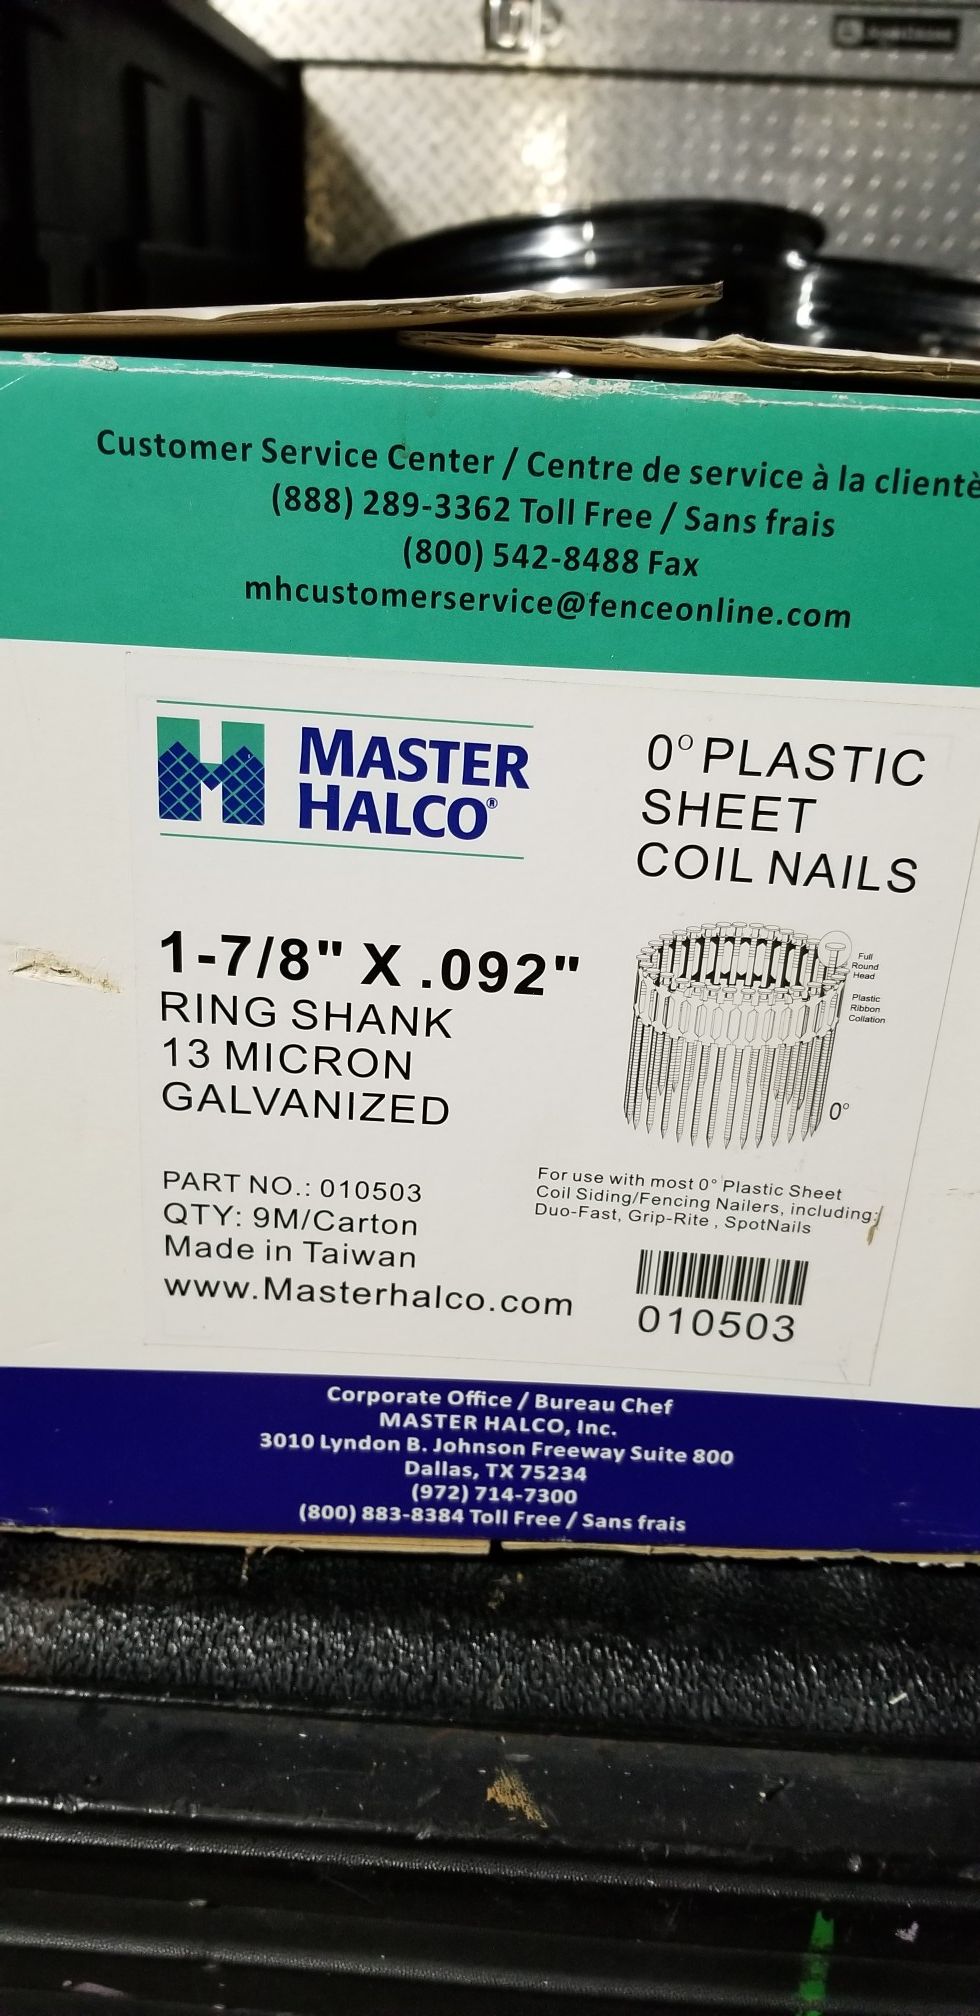 Customer Service Center / Centre de service à la clientè
(888) 289-3362 Toll Free / Sans frais
(800) 542-8488 Fax
mhcustomerservice@fenceonline.com
MASTER
HALCO®
0° PLASTIC
SHEET
COIL NAILS
1-7/8" X .092"
RING SHANK
13 MICRON
GALVANIZED
Full
Round
Head
Plastic
Ribbon
Collation
0°
PART NO.: 010503
QTY: 9M/Carton
Made in Taiwan
www.Masterhalco.com
For use with most 0° Plastic Sheet
Coil Siding/Fencing Nailers, including:
Duo-Fast, Grip-Rite , SpotNails
010503
Corporate Office / Bureau Chef
MASTER HALCO, Inc.
3010 Lyndon B. Johnson Freeway Suite 800
Dallas, TX 75234
(972) 714-7300
(800) 883-8384 Toll Free / Sans frais